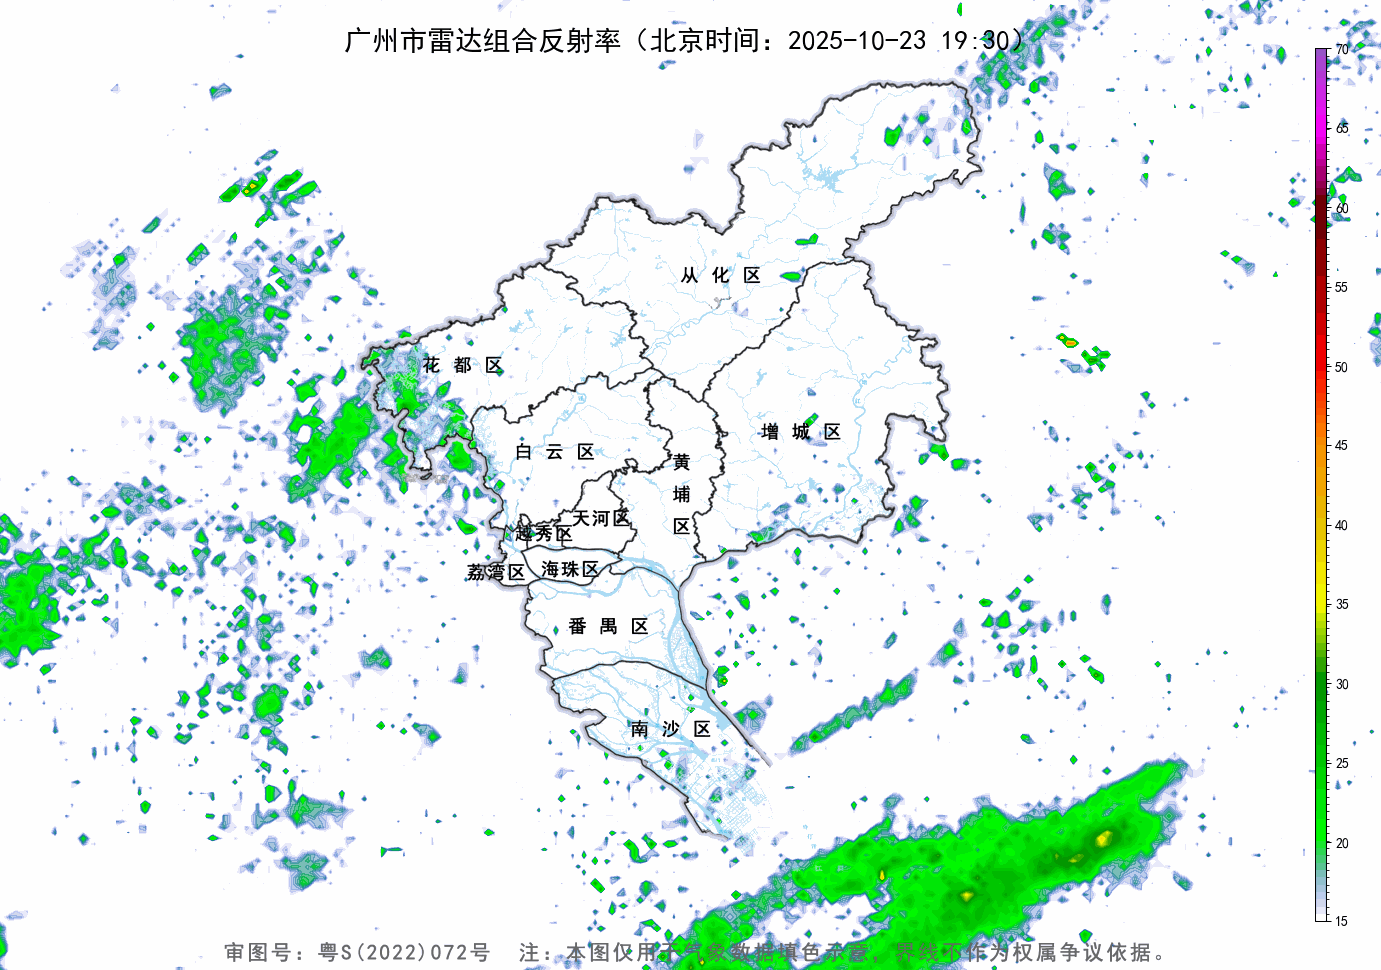 广州市雷达组合反射率（北京时间：2025-10-23 19:30）
70
65
60
55
50
45
40
35
30
25
20
15
从化区
花都区
增城区
白云区
黄埔区
天河区
越秀区
荔湾区
海珠区
番禺区
南沙区
审图号：粤S(2022)072号 注：本图仅用于气象数据填色示意，界线不作为权属争议依据。